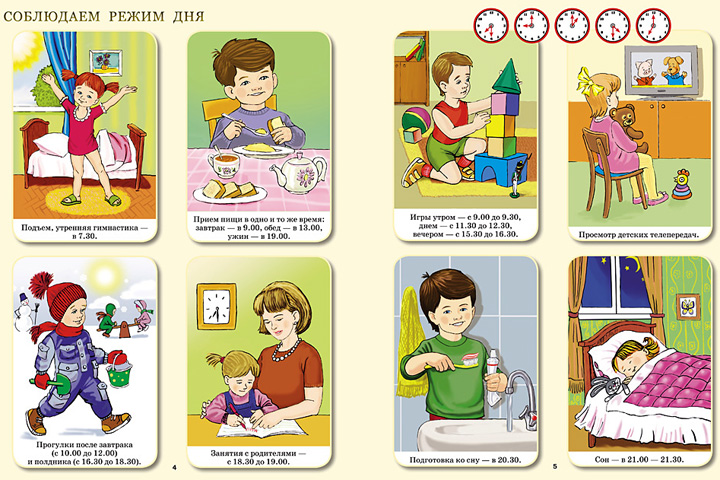 СОБЛЮДАЕМ РЕЖИМ ДНЯ
Подъем, утренняя гимнастика —
в 7.30.
Прием пищи в одно и то же время:
завтрак — в 9.00, обед — в 13.00,
ужин — в 19.00.
Игры утром — с 9.00 до 9.30,
днем — с 11.30 до 12.30,
вечером — с 15.30 до 16.30.
Просмотр детских телепередач.
Прогулки после завтрака
(с 10.00 до 12.00)
и полдника (с 16.30 до 18.30).
Занятия с родителями —
с 18.30 до 19.00.
Подготовка ко сну — в 20.30.
Сон — в 21.00 — 21.30.
4
5